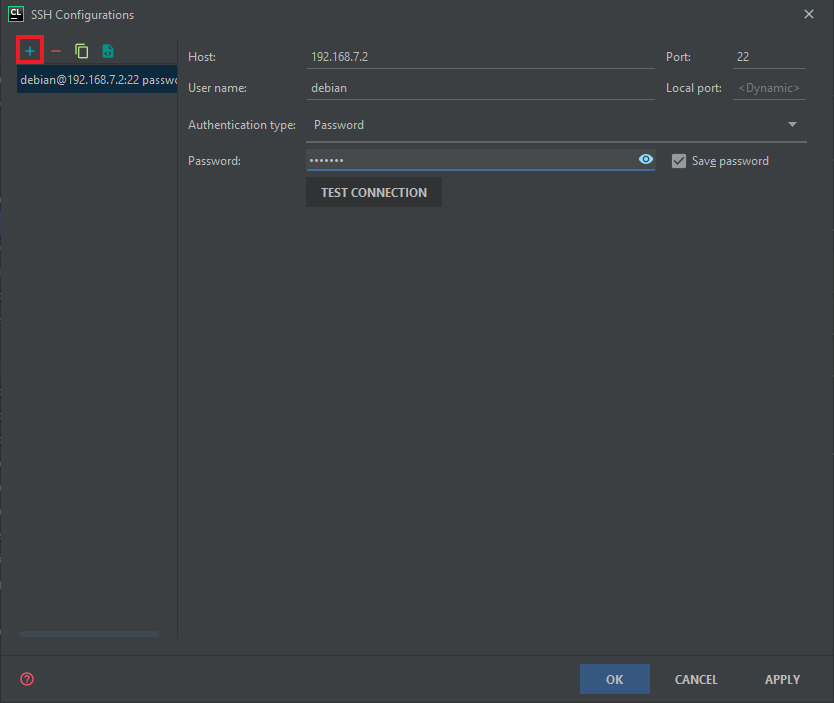 CL SSH Configurations
debian@192.168.7.2:22 passwo
Host: 192.168.7.2 Port: 22
User name: debian Local port: <Dynamic>
Authentication type: Password
Password: ••••••• Save password
TEST CONNECTION
OK CANCEL APPLY